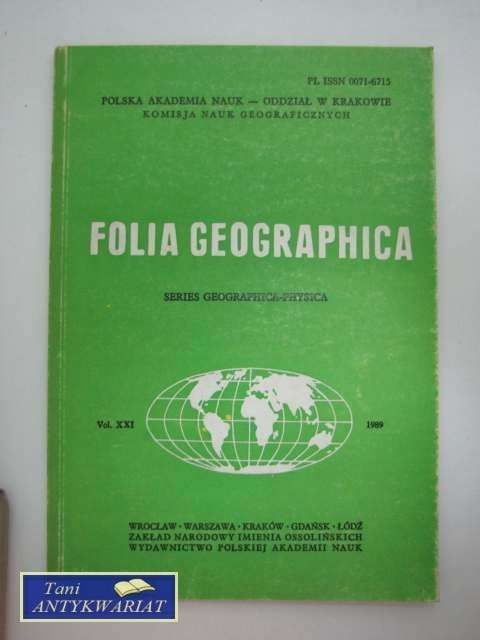 PL ISSN 0071-6715
POLSKA AKADEMIA NAUK — ODDZIAŁ W KRAKOWIE
KOMISJA NAUK GEOGRAFICZNYCH
FOLIA GEOGRAPHICA
SERIES GEOGRAPHICA-PHYSICA
Vol. XXI 1989
WROCŁAW · WARSZAWA · KRAKÓW · GDAŃSK · ŁÓDŹ
ZAKŁAD NARODOWY IMIENIA OSSOLIŃSKICH
WYDAWNICTWO POLSKIEJ AKADEMII NAUK
Tani
ANTYKWARIAT